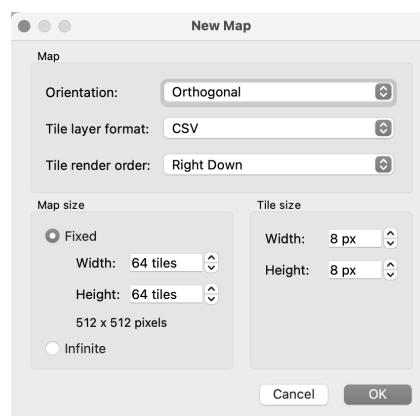 New Map
Map
Orientation: Orthogonal
Tile layer format: CSV
Tile render order: Right Down
Map size
Fixed
Width: 64 tiles
Height: 64 tiles
512 x 512 pixels
Infinite
Tile size
Width: 8 px
Height: 8 px
Cancel OK